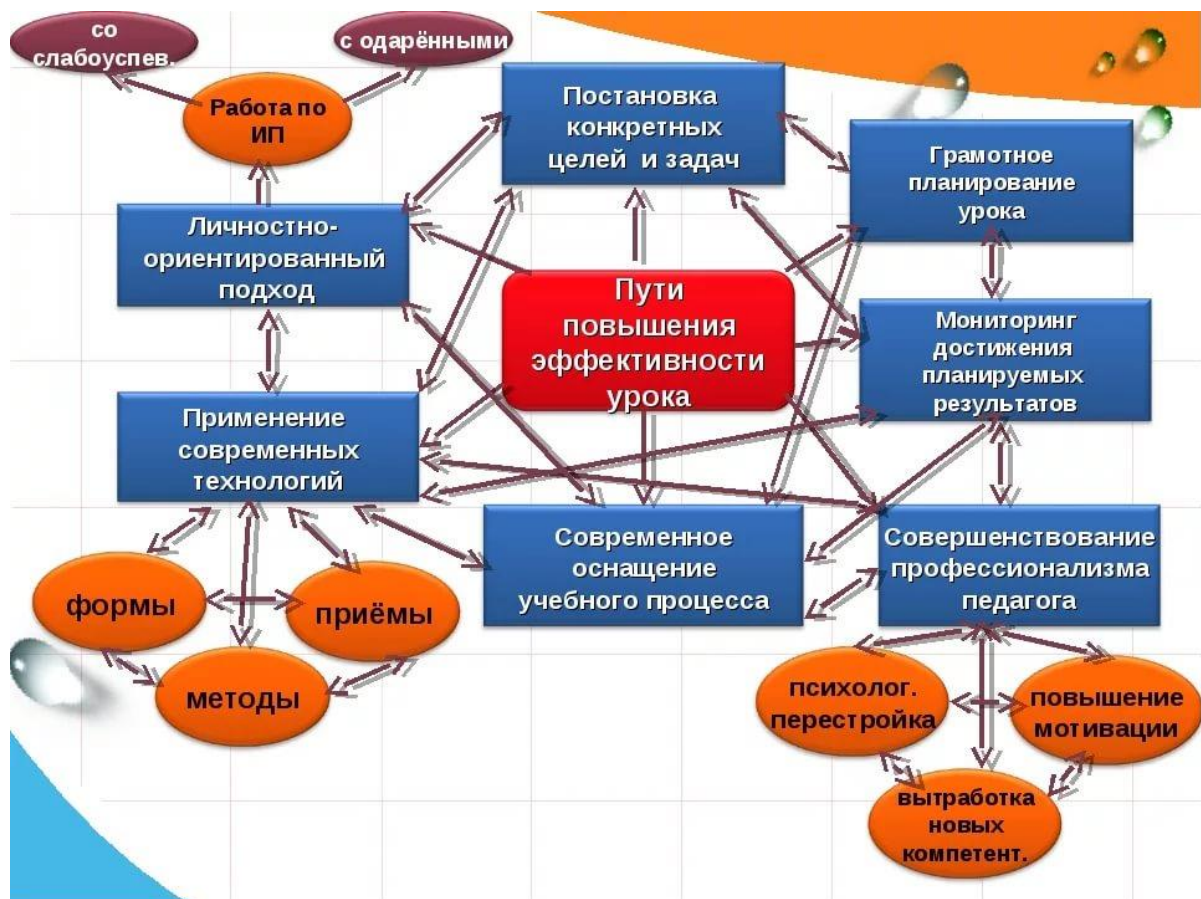 со
слабоуспев.
с одарёнными
Работа по
ИП
Постановка
конкретных
целей и задач
Грамотное
планирование
урока
Личностно-
ориентированный
подход
Пути
повышения
эффективности
урока
Мониторинг
достижения
планируемых
результатов
Применение
современных
технологий
Современное
оснащение
учебного процесса
Совершенствование
профессионализма
педагога
формы
приёмы
методы
психолог.
перестройка
повышение
мотивации
вытработка
новых
компетент.